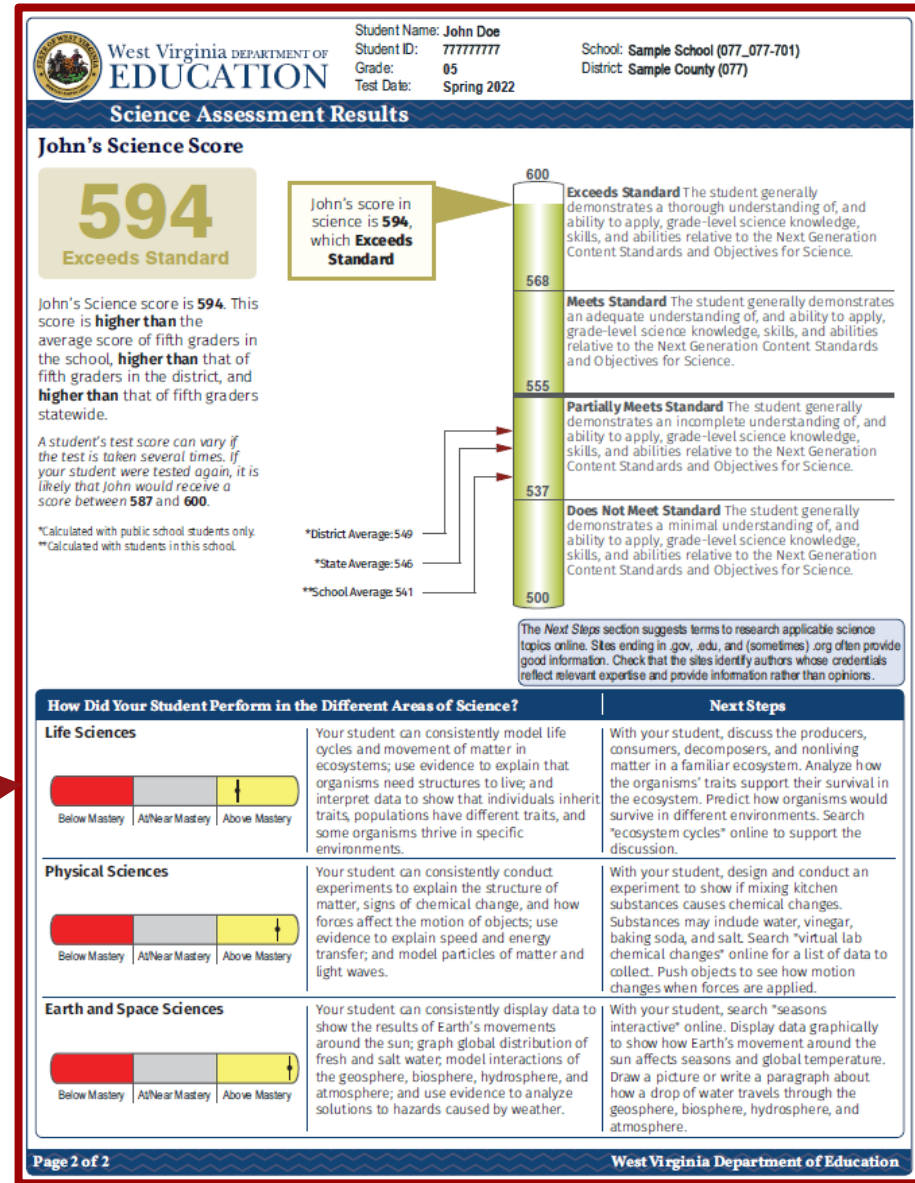 West Virginia DEPARTMENT OF
EDUCATION
Student Name: John Doe
Student ID: 777777777
Grade: 05
Test Date: Spring 2022
School: Sample School (077_077-701)
District: Sample County (077)
Science Assessment Results
John's Science Score
594
Exceeds Standard
John's Science score is 594. This
score is higher than the
average score of fifth graders in
the school, higher than that of
fifth graders in the district, and
higher than that of fifth graders
statewide.
A student's test score can vary if
the test is taken several times. If
your student were tested again, it is
likely that John would receive a
score between 587 and 600.
*Calculated with public school students only.
**Calculated with students in this school.
John's score in
science is 594,
which Exceeds
Standard
600
Exceeds Standard The student generally
demonstrates a thorough understanding of, and
ability to apply, grade-level science knowledge,
skills, and abilities relative to the Next Generation
Content Standards and Objectives for Science.
568
Meets Standard The student generally demonstrates
an adequate understanding of, and ability to apply,
grade-level science knowledge, skills, and abilities
relative to the Next Generation Content Standards
and Objectives for Science.
555
Partially Meets Standard The student generally
demonstrates an incomplete understanding of, and
ability to apply, grade-level science knowledge,
skills, and abilities relative to the Next Generation
Content Standards and Objectives for Science.
537
Does Not Meet Standard The student generally
demonstrates a minimal understanding of, and
ability to apply, grade-level science knowledge,
skills, and abilities relative to the Next Generation
Content Standards and Objectives for Science.
500
*District Average: 549
*State Average: 546
**School Average: 541
The Next Steps section suggests terms to research applicable science
topics online. Sites ending in .gov, .edu, and (sometimes) .org often provide
good information. Check that the sites identify authors whose credentials
reflect relevant expertise and provide information rather than opinions.
How Did Your Student Perform in the Different Areas of Science?
Next Steps
Life Sciences
Below Mastery At/Near Mastery Above Mastery
Your student can consistently model life
cycles and movement of matter in
ecosystems; use evidence to explain that
organisms need structures to live; and
interpret data to show that individuals inherit
traits, populations have different traits, and
some organisms thrive in specific
environments.
With your student, discuss the producers,
consumers, decomposers, and nonliving
matter in a familiar ecosystem. Analyze how
the organisms' traits support their survival in
the ecosystem. Predict how organisms would
survive in different environments. Search
"ecosystem cycles" online to support the
discussion.
Physical Sciences
Below Mastery At/Near Mastery Above Mastery
Your student can consistently conduct
experiments to explain the structure of
matter, signs of chemical change, and how
forces affect the motion of objects; use
evidence to explain speed and energy
transfer; and model particles of matter and
light waves.
With your student, design and conduct an
experiment to show if mixing kitchen
substances causes chemical changes.
Substances may include water, vinegar,
baking soda, and salt. Search "virtual lab
chemical changes" online for a list of data to
collect. Push objects to see how motion
changes when forces are applied.
Earth and Space Sciences
Below Mastery At/Near Mastery Above Mastery
Your student can consistently display data to
show the results of Earth's movements
around the sun; graph global distribution of
fresh and salt water; model interactions of
the geosphere, biosphere, hydrosphere, and
atmosphere; and use evidence to analyze
solutions to hazards caused by weather.
With your student, search "seasons
interactive" online. Display data graphically
to show how Earth's movement around the
sun affects seasons and global temperature.
Draw a picture or write a paragraph about
how a drop of water travels through the
geosphere, biosphere, hydrosphere, and
atmosphere.
Page 2 of 2
West Virginia Department of Education